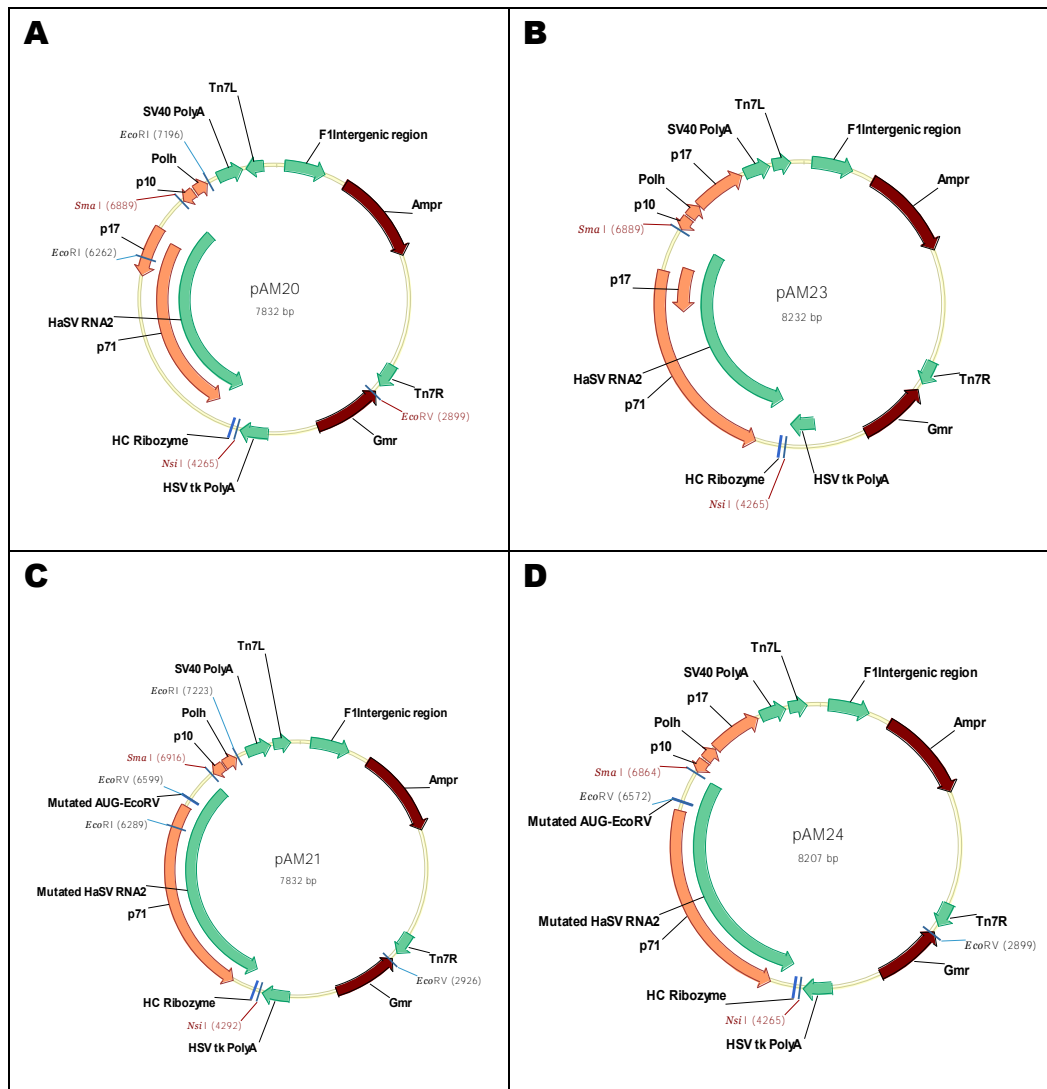 A
Tn7L
SV40 PolyA
EcoRI (7196)
F1Intergenic region
Polh
p10
Ampr
SmaI (6889)
p17
EcoRI (6262)
pAM20
7832 bp
HaSV RNA2
p71
Tn7R
EcoRV (2899)
HC Ribozyme
Gmr
NsiI (4265)
HSV tk PolyA
B
Tn7L
SV40 PolyA
F1Intergenic region
p17
Polh
Ampr
p10
SmaI (6889)
p17
pAM23
8232 bp
HaSV RNA2
Tn7R
p71
Gmr
HC Ribozyme
HSV tk PolyA
NsiI (4265)
C
Tn7L
SV40 PolyA
EcoRI (7223)
F1Intergenic region
Polh
p10
SmaI (6916)
EcoRV (6599)
Ampr
Mutated AUG-EcoRV
EcoRI (6289)
pAM21
7832 bp
Mutated HaSV RNA2
p71
Tn7R
EcoRV (2926)
HC Ribozyme
Gmr
NsiI (4292)
HSV tk PolyA
D
Tn7L
SV40 PolyA
F1Intergenic region
p17
Polh
Ampr
p10
SmaI (6864)
EcoRV (6572)
Mutated AUG-EcoRV
pAM24
8207 bp
Mutated HaSV RNA2
Tn7R
p71
EcoRV (2899)
Gmr
HC Ribozyme
NsiI (4265)
HSV tk PolyA